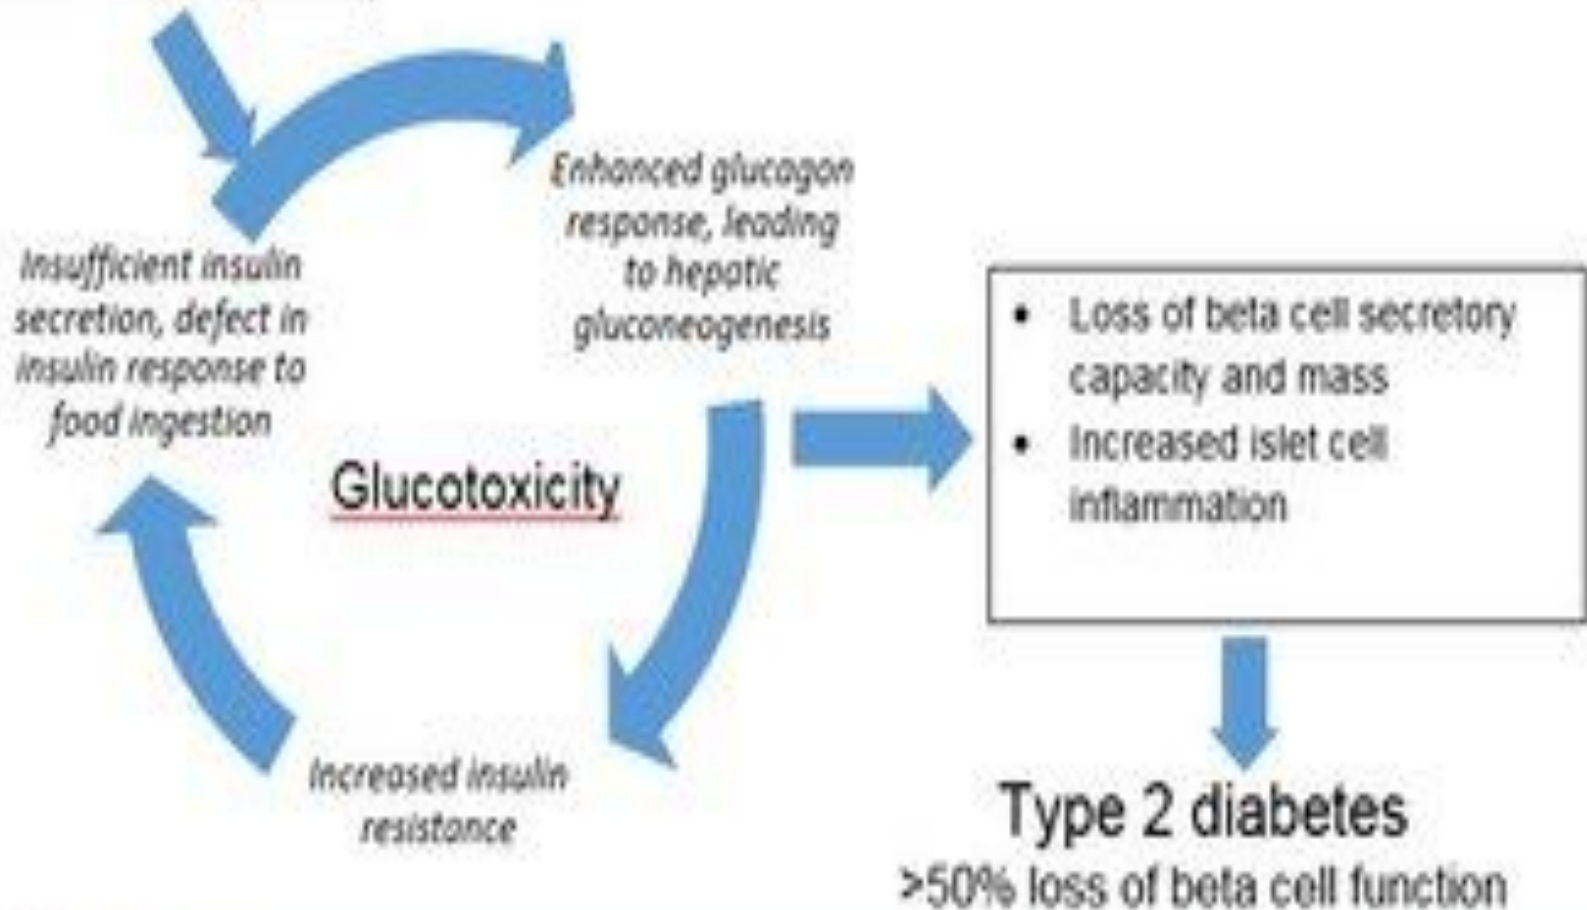 Enhanced glucagon
response, leading
to hepatic
gluconeogenesis
Insufficient insulin
secretion, defect in
insulin response to
food ingestion
Glucotoxicity
Increased insulin
resistance
• Loss of beta cell secretory
capacity and mass
• Increased islet cell
inflammation
Type 2 diabetes
>50% loss of beta cell function